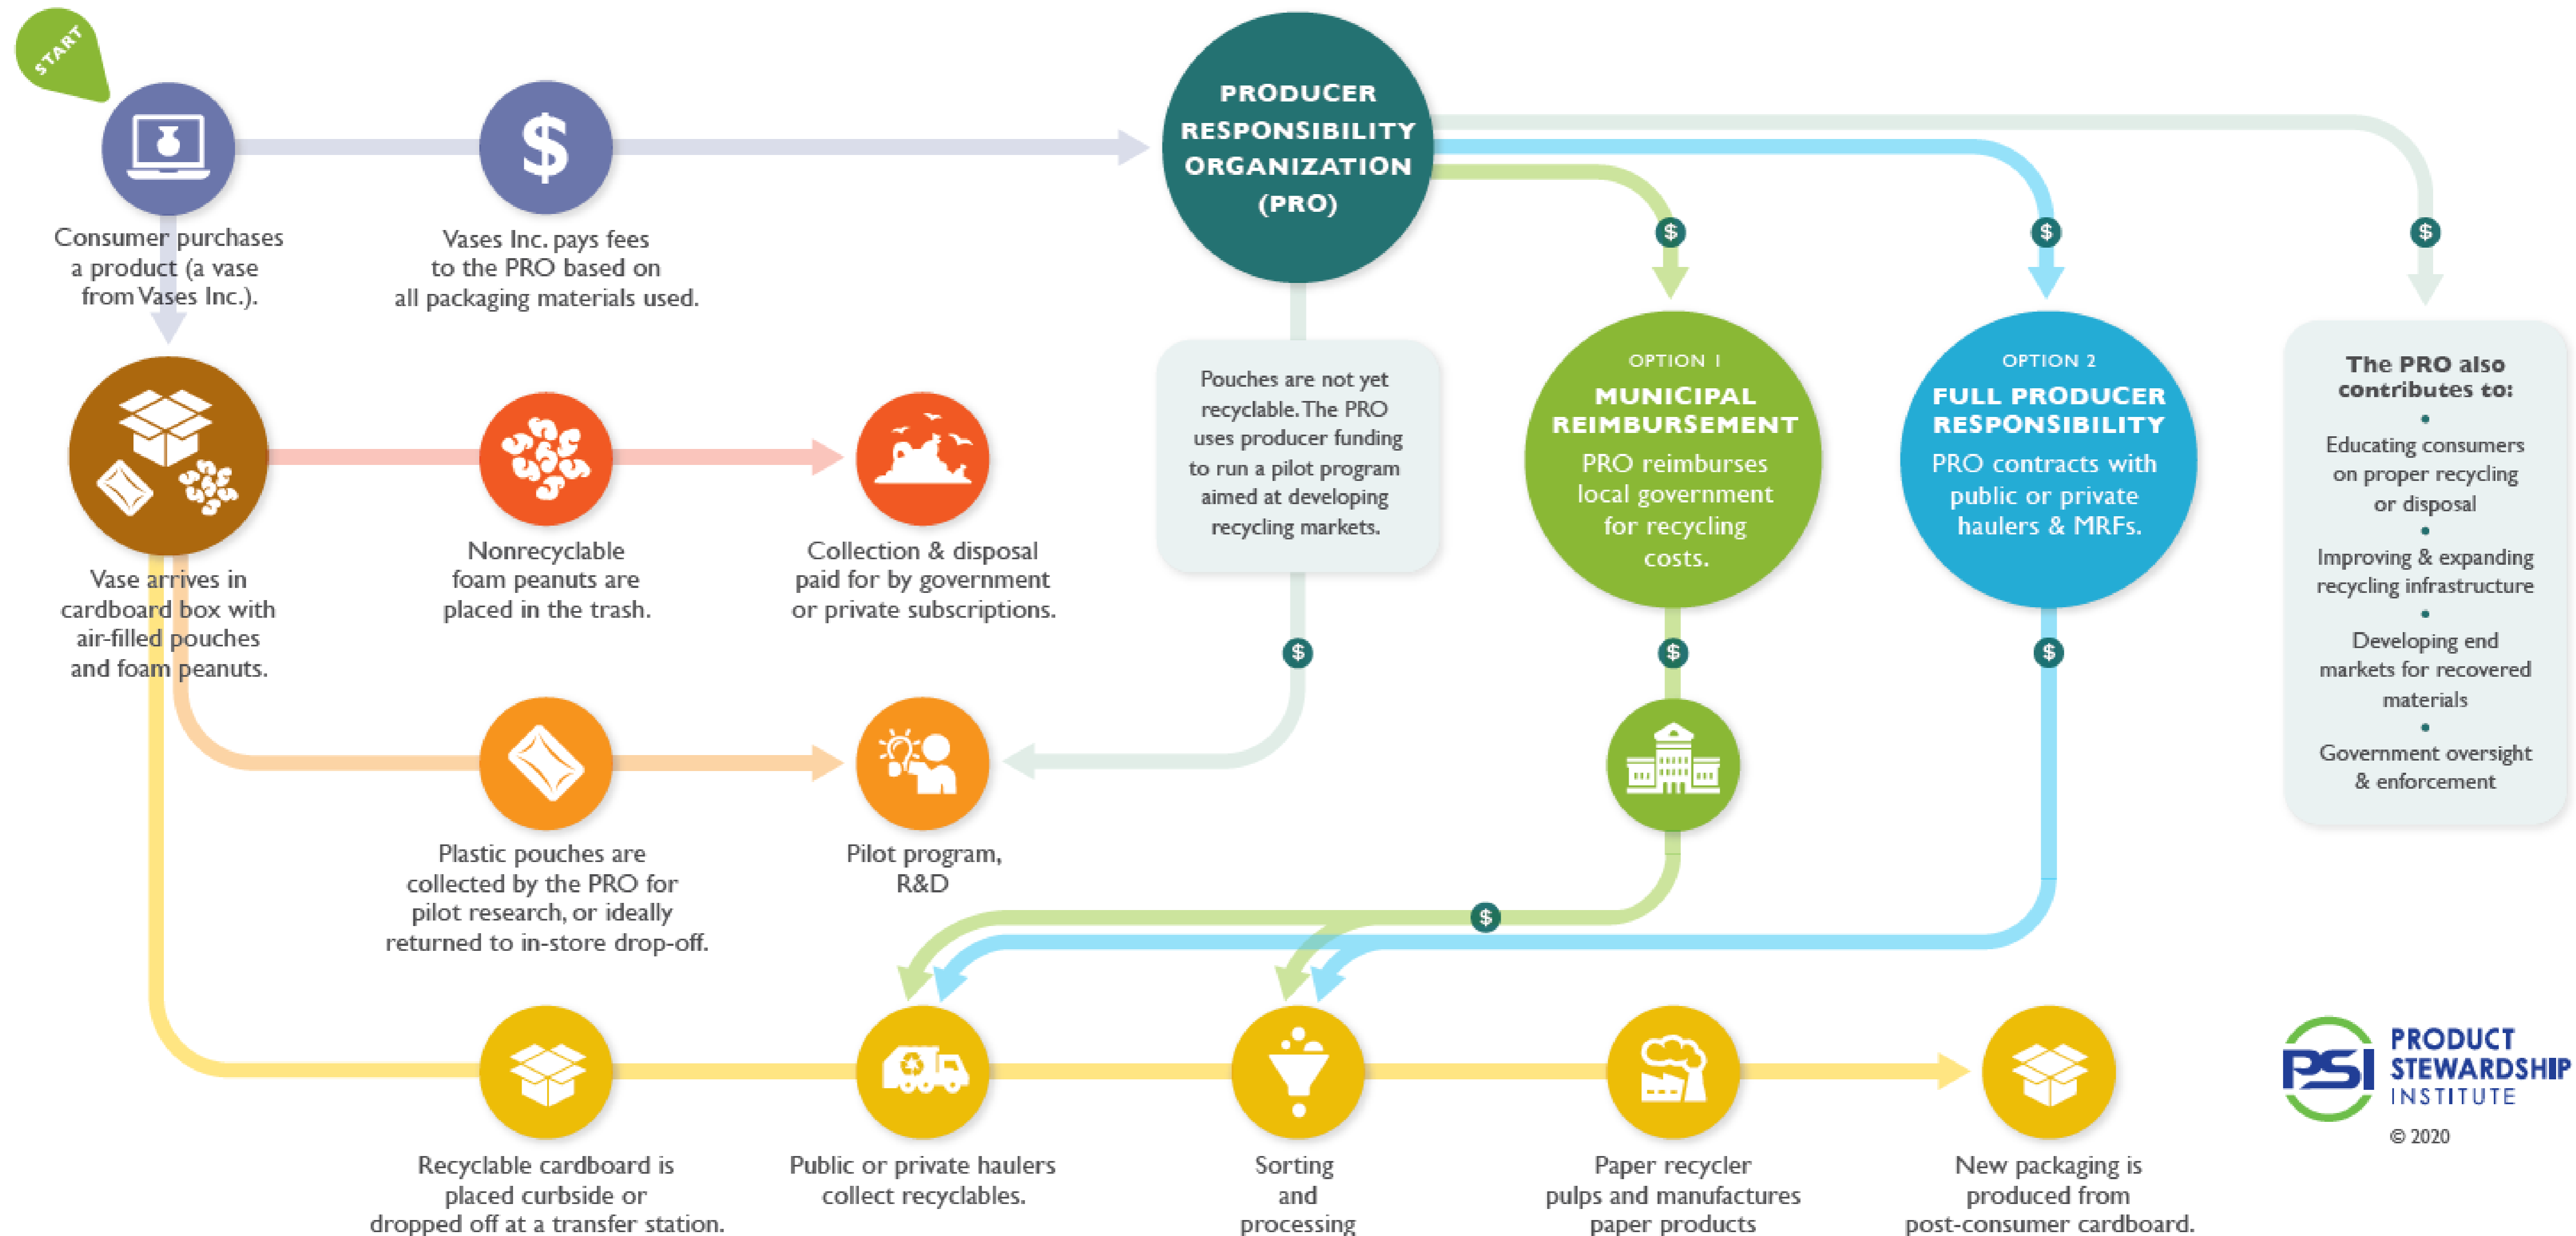 START
PRODUCER
RESPONSIBILITY
ORGANIZATION
(PRO)
$
Consumer purchases
a product (a vase
from Vases Inc.).
Vases Inc. pays fees
to the PRO based on
all packaging materials used.
$
$
$
Vase arrives in
cardboard box with
air-filled pouches
and foam peanuts.
Nonrecyclable
foam peanuts are
placed in the trash.
Collection & disposal
paid for by government
or private subscriptions.
Pouches are not yet
recyclable. The PRO
uses producer funding
to run a pilot program
aimed at developing
recycling markets.
OPTION 1
MUNICIPAL
REIMBURSEMENT
PRO reimburses
local government
for recycling
costs.
OPTION 2
FULL PRODUCER
RESPONSIBILITY
PRO contracts with
public or private
haulers & MRFs.
The PRO also
contributes to:
•
Educating consumers
on proper recycling
or disposal
•
Improving & expanding
recycling infrastructure
•
Developing end
markets for recovered
materials
•
Government oversight
& enforcement
$
$
$
Plastic pouches are
collected by the PRO for
pilot research, or ideally
returned to in-store drop-off.
Pilot program,
R&D
$
Recyclable cardboard is
placed curbside or
dropped off at a transfer station.
Public or private haulers
collect recyclables.
Sorting
and
processing
Paper recycler
pulps and manufactures
paper products
New packaging is
produced from
post-consumer cardboard.
PSI
PRODUCT
STEWARDSHIP
INSTITUTE
© 2020